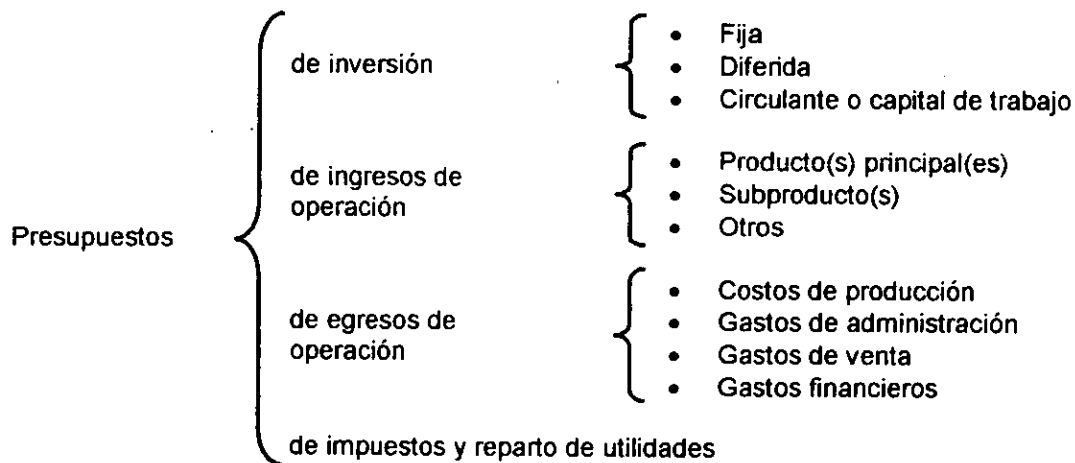 Presupuestos
de inversión
• Fija
• Diferida
• Circulante o capital de trabajo
de ingresos de
operación
• Producto(s) principal(es)
• Subproducto(s)
• Otros
de egresos de
operación
• Costos de producción
• Gastos de administración
• Gastos de venta
• Gastos financieros
de impuestos y reparto de utilidades